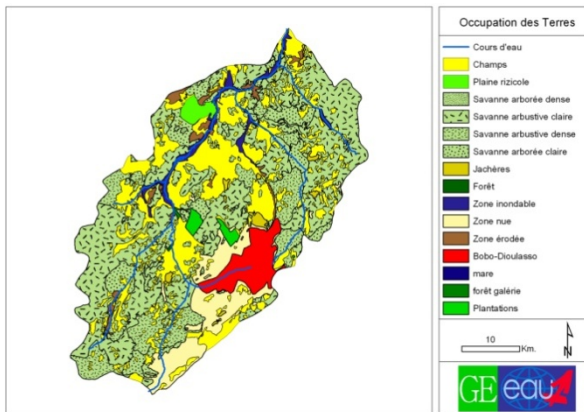 Occupation des Terres
Cours d'eau
Champs
Plaine rizicole
Savanne arborée dense
Savanne arbustive claire
Savanne arbustive dense
Savanne arborée claire
Jachères
Forêt
Zone inondable
Zone nue
Zone érodée
Bobo-Dioulasso
mare
forêt galérie
Plantations
10
Km.
GE eau